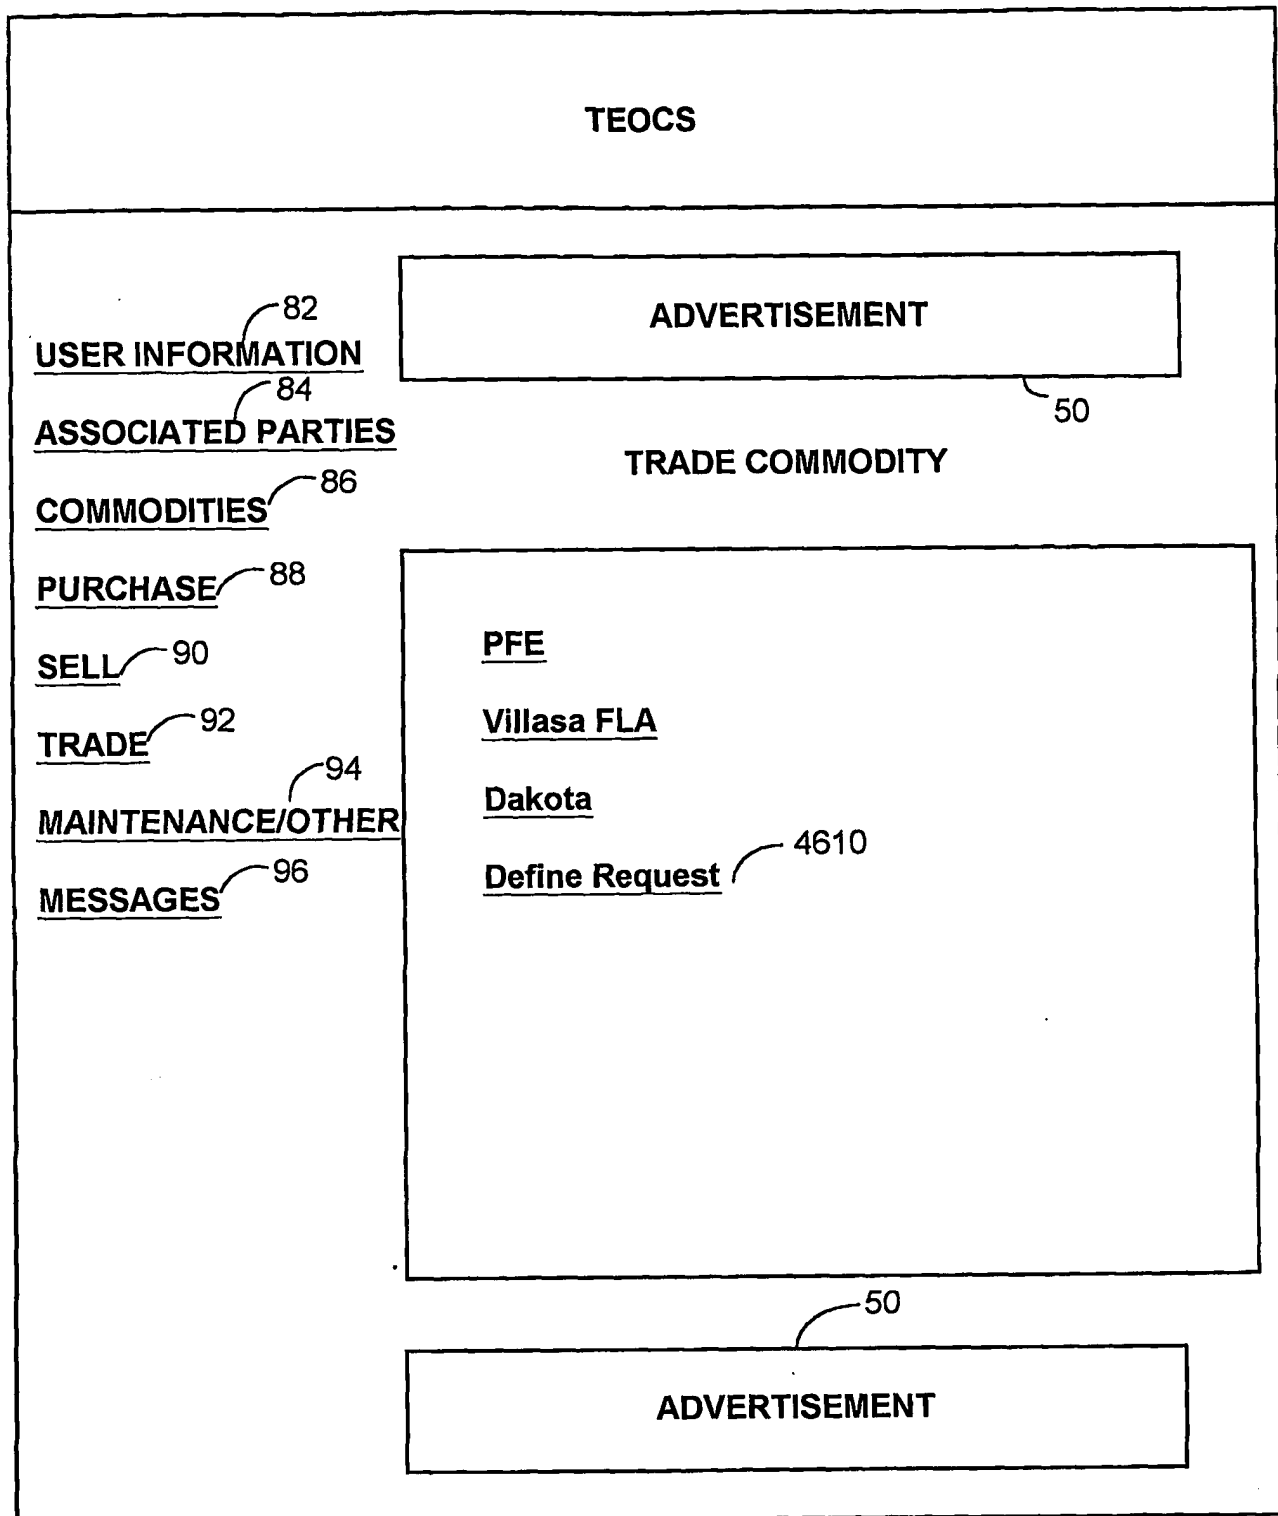 TEOCS
ADVERTISEMENT
50
82
USER INFORMATION
84
ASSOCIATED PARTIES
86
COMMODITIES
88
PURCHASE
90
SELL
92
TRADE
94
MAINTENANCE/OTHER
96
MESSAGES
TRADE COMMODITY
PFE
Villasa FLA
Dakota
Define Request 4610
50
ADVERTISEMENT